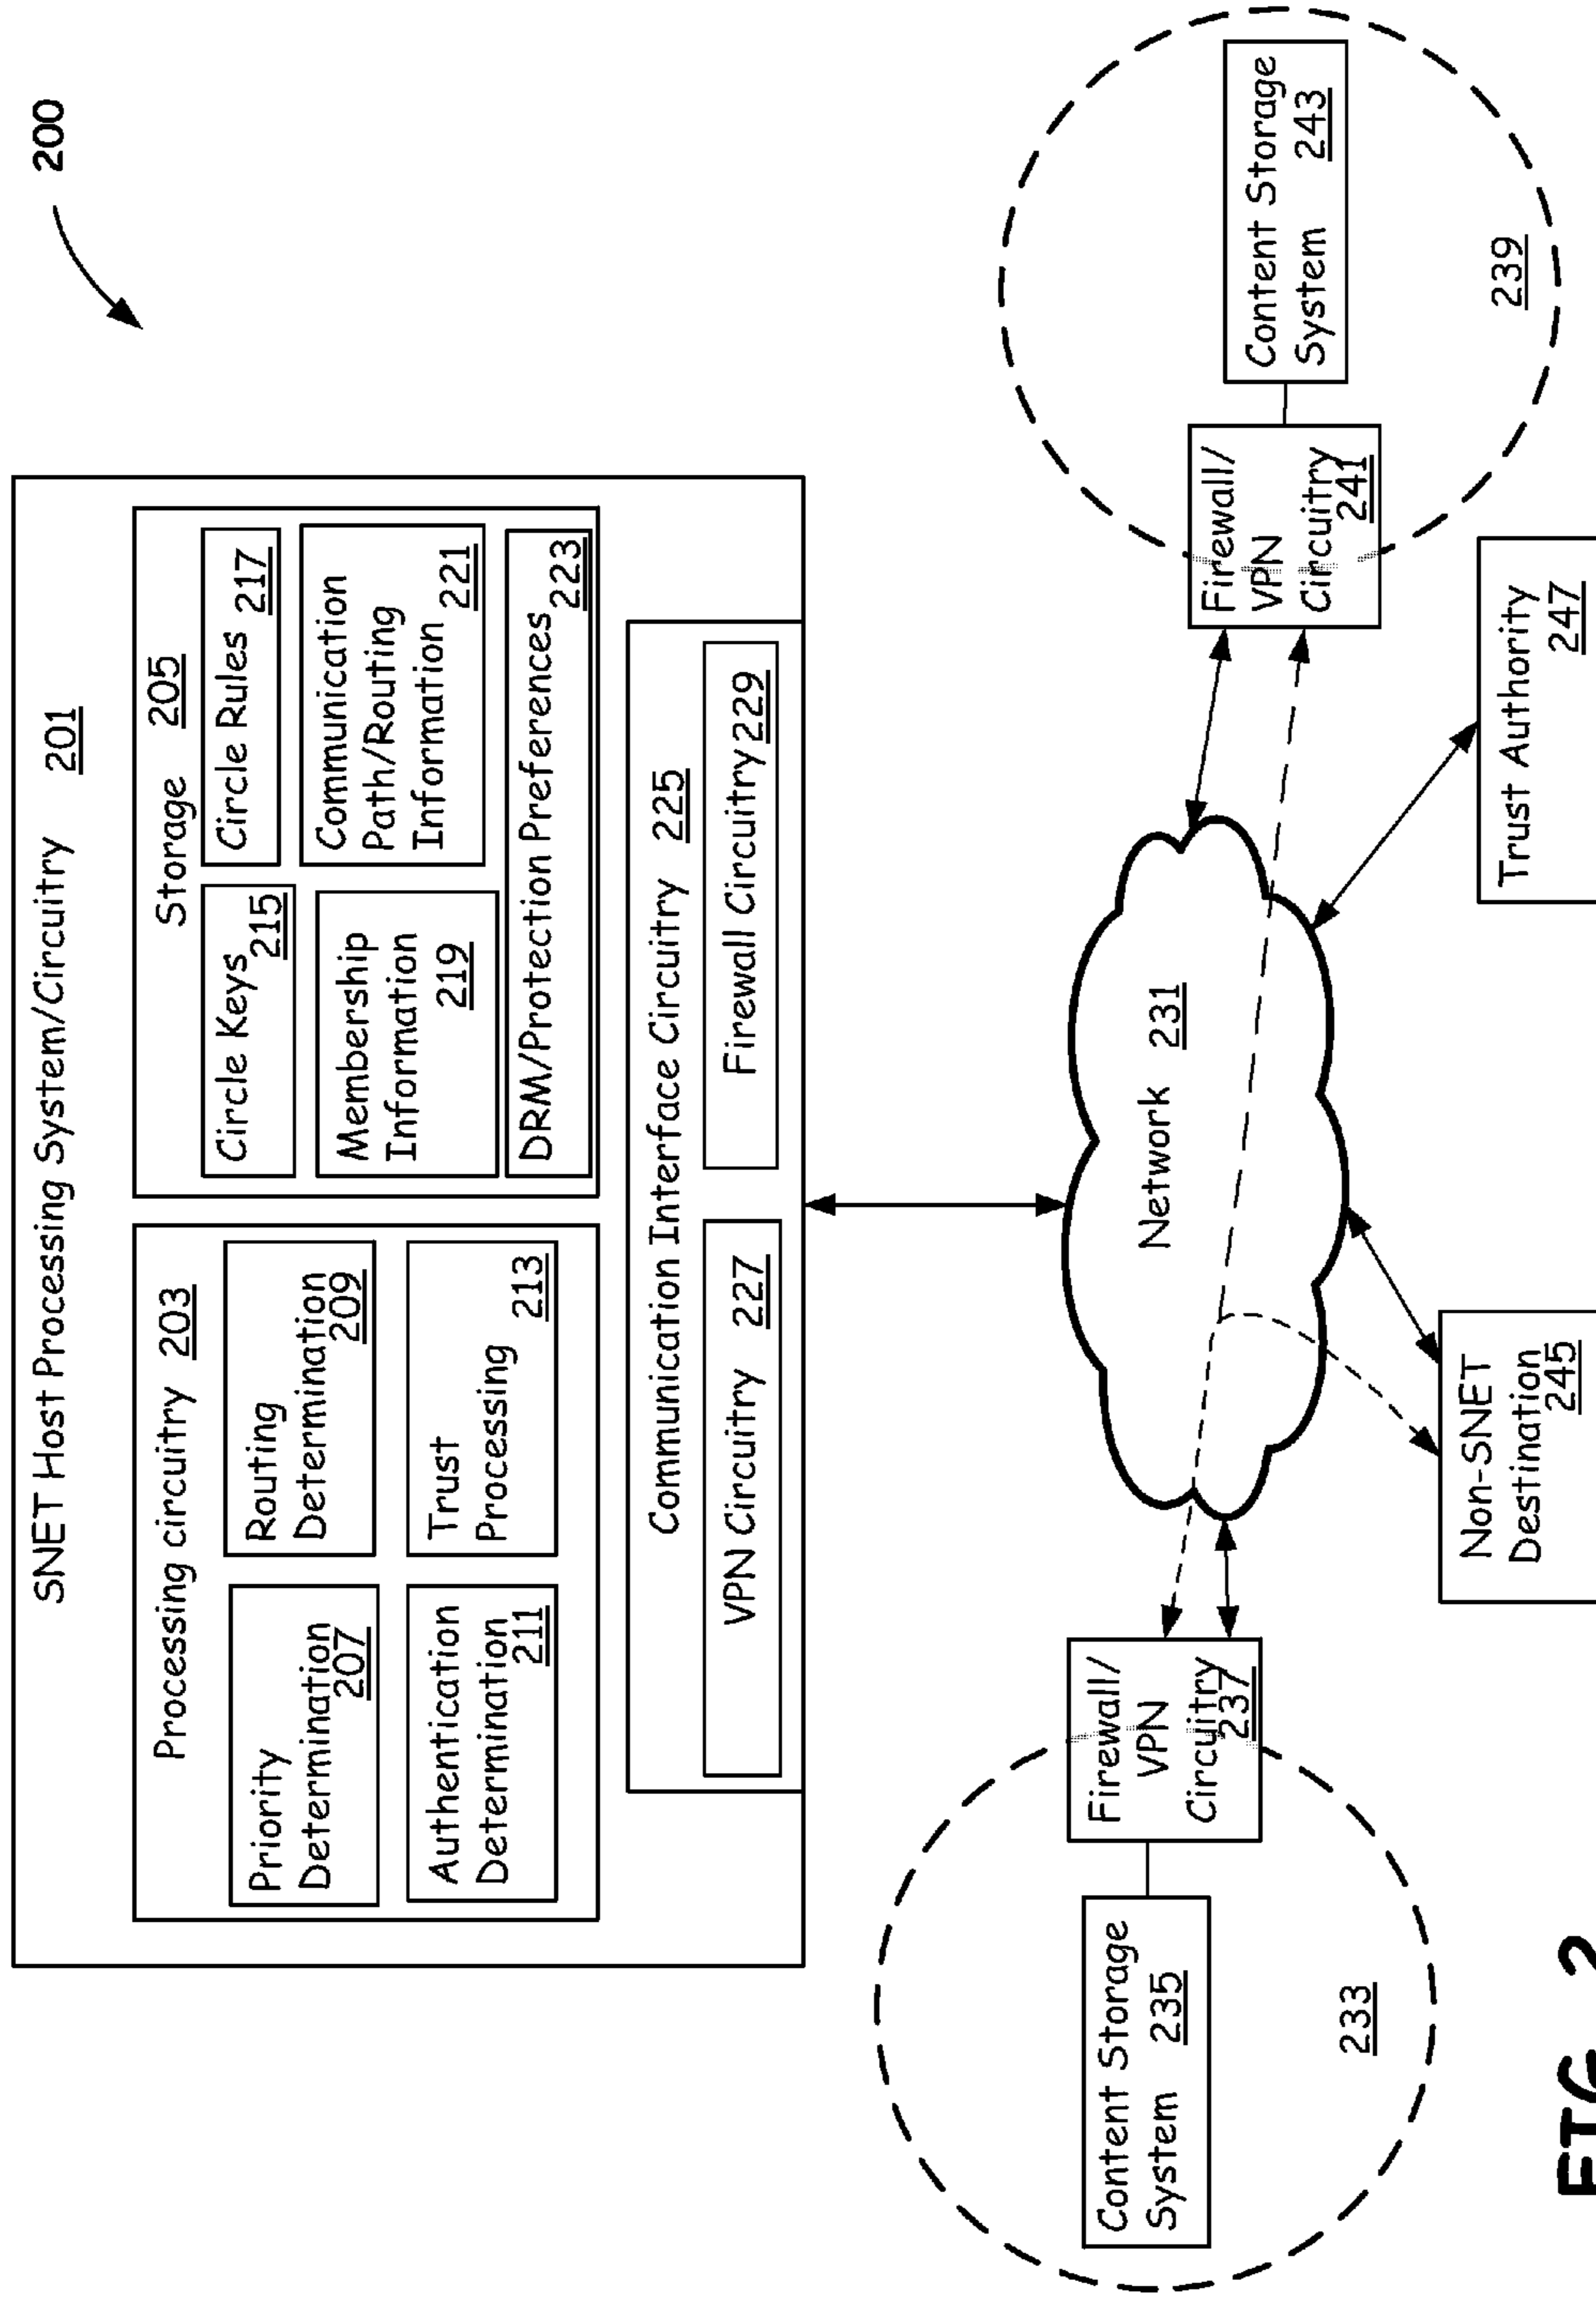 200
SNET Host Processing System/Circuitry 201
Processing circuitry 203
Priority
Determination
207
Routing
Determination
209
Authentication
Determination
211
Trust
Processing
213
Storage 205
Circle Keys
215
Circle Rules 217
Membership
Information
219
Communication
Path/Routing
Information 221
DRM/Protection Preferences
223
Communication Interface Circuitry 225
VPN Circuitry 227
Firewall Circuitry 229
Network 231
Content Storage
System 235
233
Firewall/
VPN
Circuitry
237
Firewall/
VPN
Circuitry
241
Content Storage
System 243
239
Non-SNET
Destination
245
Trust Authority
247
FIG. 2